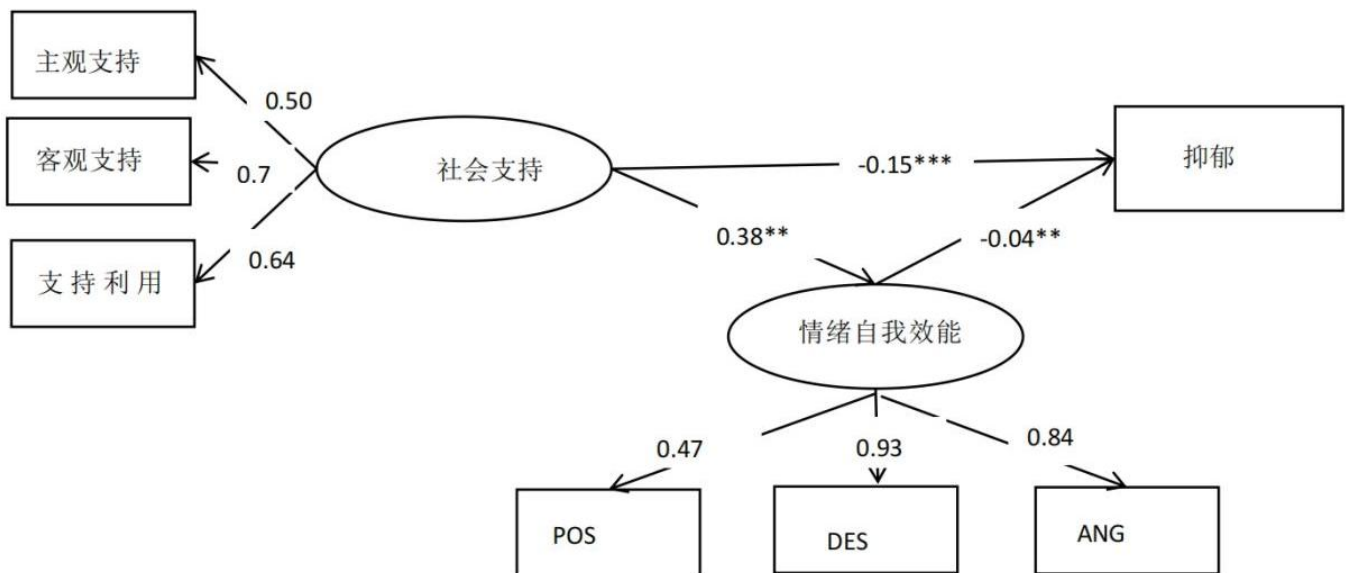 主观支持
0.50
客观支持
0.7
支持利用
0.64
社会支持
-0.15***
抑郁
0.38**
-0.04**
情绪自我效能
0.47
0.93
0.84
POS
DES
ANG